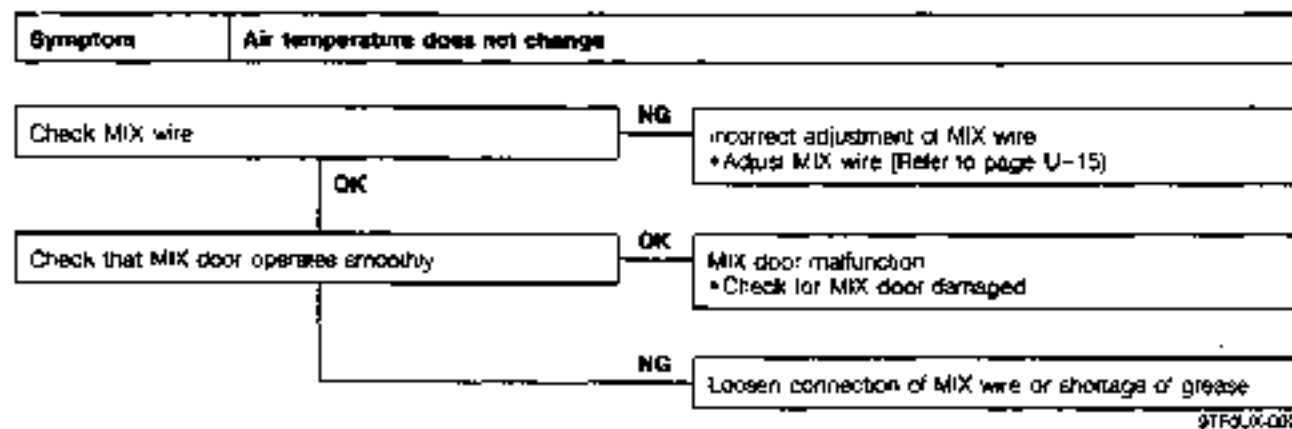 Symptom Air temperature does not change
Check MIX wire
NG
Incorrect adjustment of MIX wire
•Adjust MIX wire (Refer to page U–15)
OK
Check that MIX door operates smoothly
OK
MIX door malfunction
•Check for MIX door damaged
NG
Loosen connection of MIX wire or shortage of grease